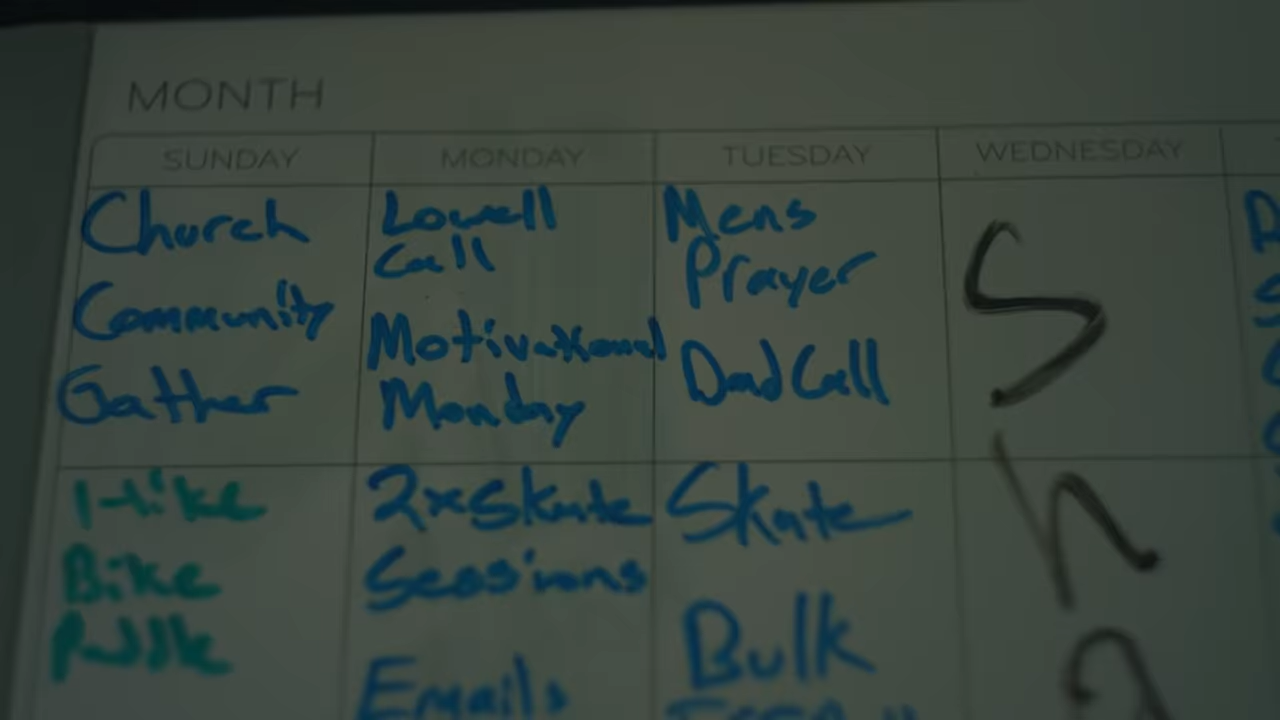 MONTH
SUNDAY MONDAY TUESDAY WEDNESDAY
Church
Community
Gather
Lowell
Call
Motivational
Monday
Mens
Prayer
Dad Call
S
h
a
Hike
Bike
Paddle
2x Skate
Sessions
Emails
Skate
Bulk